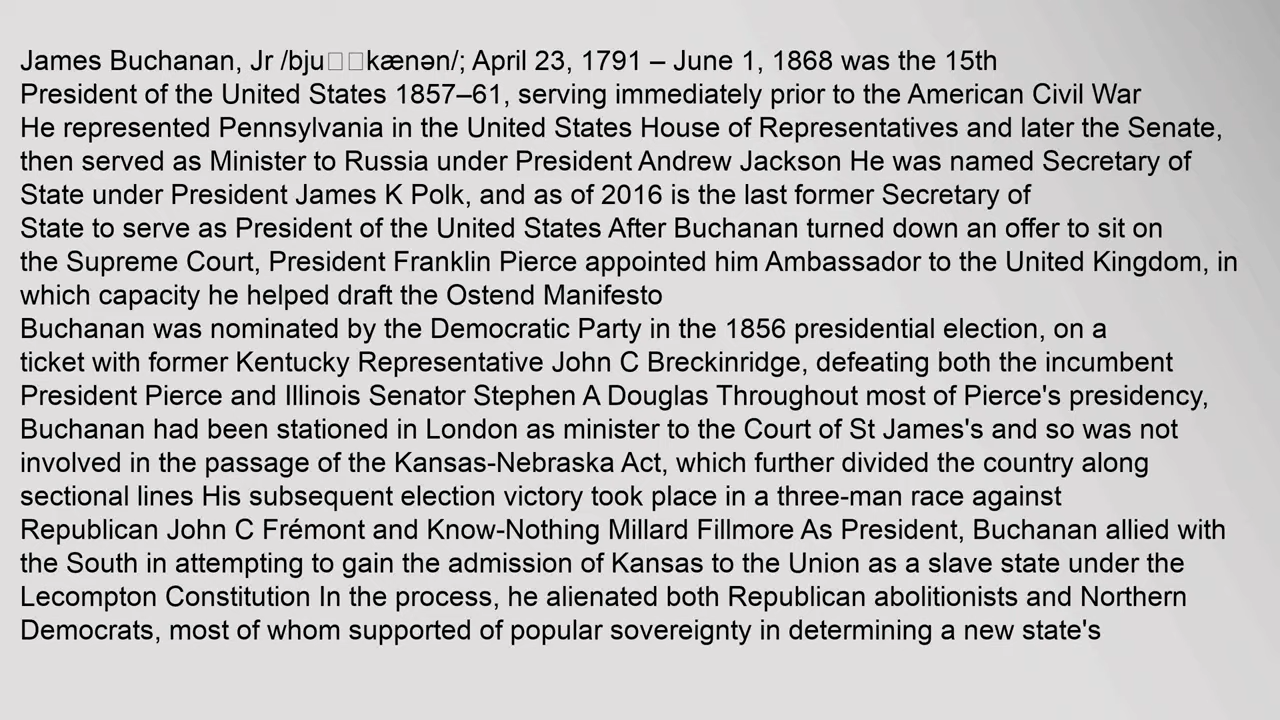 James Buchanan, Jr /bju□□kænən/; April 23, 1791 – June 1, 1868 was the 15th
President of the United States 1857–61, serving immediately prior to the American Civil War
He represented Pennsylvania in the United States House of Representatives and later the Senate,
then served as Minister to Russia under President Andrew Jackson He was named Secretary of
State under President James K Polk, and as of 2016 is the last former Secretary of
State to serve as President of the United States After Buchanan turned down an offer to sit on
the Supreme Court, President Franklin Pierce appointed him Ambassador to the United Kingdom, in
which capacity he helped draft the Ostend Manifesto
Buchanan was nominated by the Democratic Party in the 1856 presidential election, on a
ticket with former Kentucky Representative John C Breckinridge, defeating both the incumbent
President Pierce and Illinois Senator Stephen A Douglas Throughout most of Pierce's presidency,
Buchanan had been stationed in London as minister to the Court of St James's and so was not
involved in the passage of the Kansas-Nebraska Act, which further divided the country along
sectional lines His subsequent election victory took place in a three-man race against
Republican John C Frémont and Know-Nothing Millard Fillmore As President, Buchanan allied with
the South in attempting to gain the admission of Kansas to the Union as a slave state under the
Lecompton Constitution In the process, he alienated both Republican abolitionists and Northern
Democrats, most of whom supported of popular sovereignty in determining a new state's